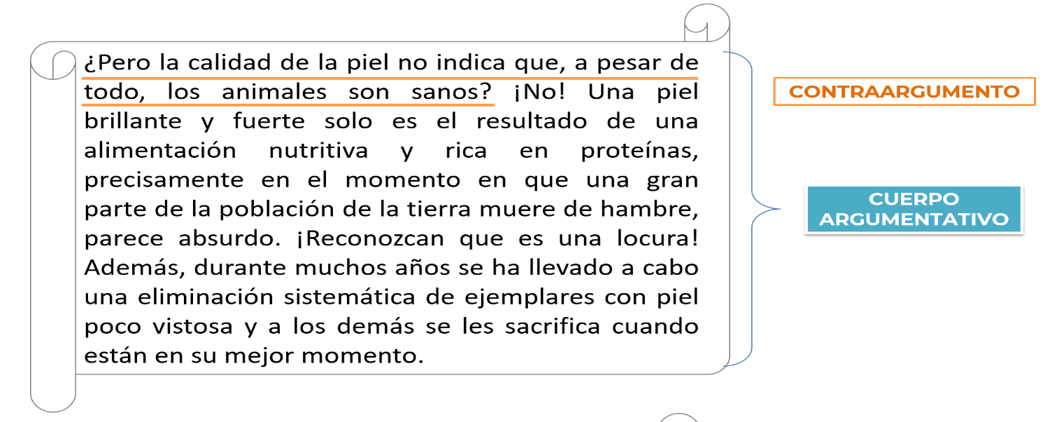 ¿Pero la calidad de la piel no indica que, a pesar de
todo, los animales son sanos? ¡No! Una piel
brillante y fuerte solo es el resultado de una
alimentación nutritiva y rica en proteínas,
precisamente en el momento en que una gran
parte de la población de la tierra muere de hambre,
parece absurdo. ¡Reconozcan que es una locura!
Además, durante muchos años se ha llevado a cabo
una eliminación sistemática de ejemplares con piel
poco vistosa y a los demás se les sacrifica cuando
están en su mejor momento.
CONTRAARGUMENTO
CUERPO
ARGUMENTATIVO